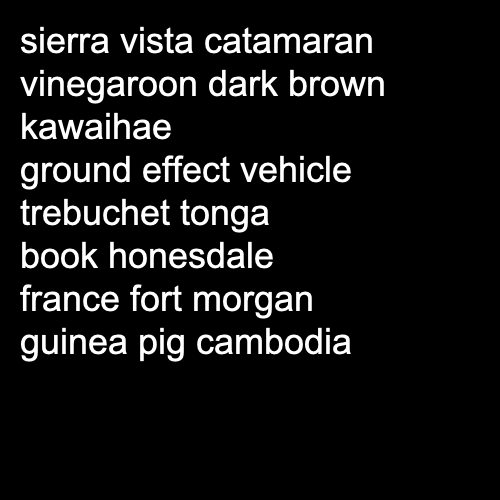 sierra vista catamaran
vinegaroon dark brown
kawaihae
ground effect vehicle
trebuchet tonga
book honesdale
france fort morgan
guinea pig cambodia